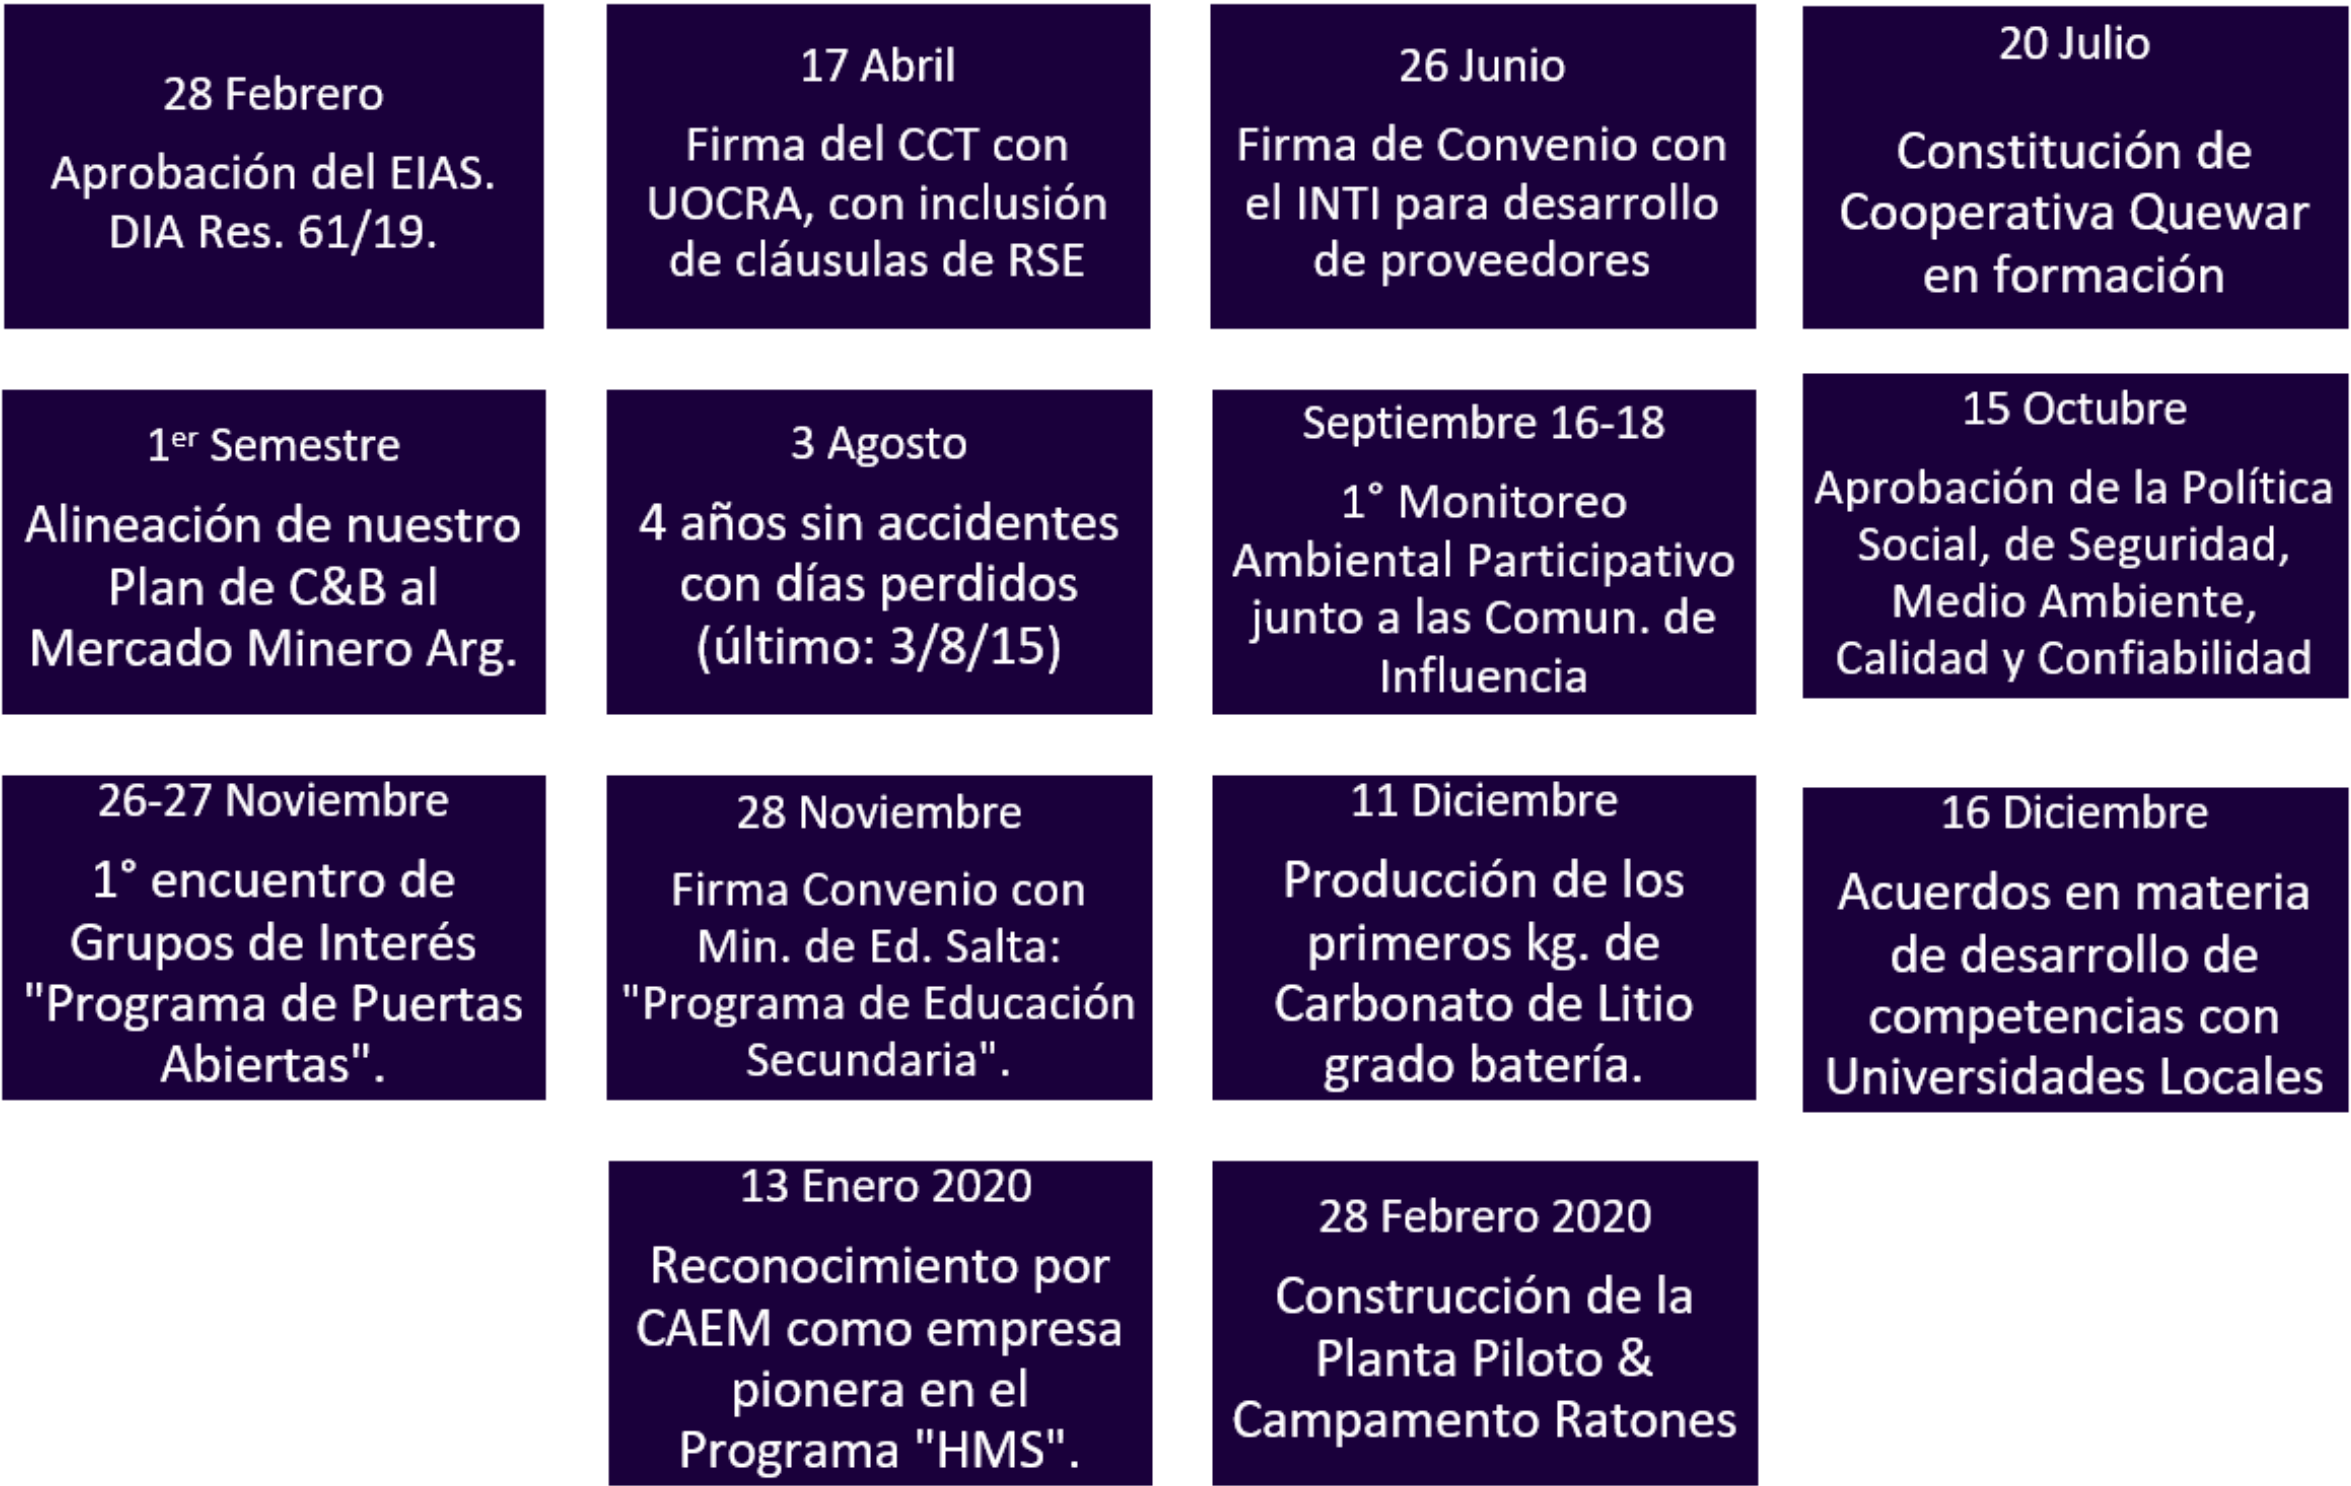 28 Febrero
Aprobación del EIAS.
DIA Res. 61/19.
17 Abril
Firma del CCT con
UOCRA, con inclusión
de cláusulas de RSE
26 Junio
Firma de Convenio con
el INTI para desarrollo
de proveedores
20 Julio
Constitución de
Cooperativa Quewar
en formación
1er Semestre
Alineación de nuestro
Plan de C&B al
Mercado Minero Arg.
3 Agosto
4 años sin accidentes
con días perdidos
(último: 3/8/15)
Septiembre 16-18
1° Monitoreo
Ambiental Participativo
junto a las Comun. de
Influencia
15 Octubre
Aprobación de la Política
Social, de Seguridad,
Medio Ambiente,
Calidad y Confiabilidad
26-27 Noviembre
1° encuentro de
Grupos de Interés
"Programa de Puertas
Abiertas".
28 Noviembre
Firma Convenio con
Min. de Ed. Salta:
"Programa de Educación
Secundaria".
11 Diciembre
Producción de los
primeros kg. de
Carbonato de Litio
grado batería.
16 Diciembre
Acuerdos en materia
de desarrollo de
competencias con
Universidades Locales
13 Enero 2020
Reconocimiento por
CAEM como empresa
pionera en el
Programa "HMS".
28 Febrero 2020
Construcción de la
Planta Piloto &
Campamento Ratones